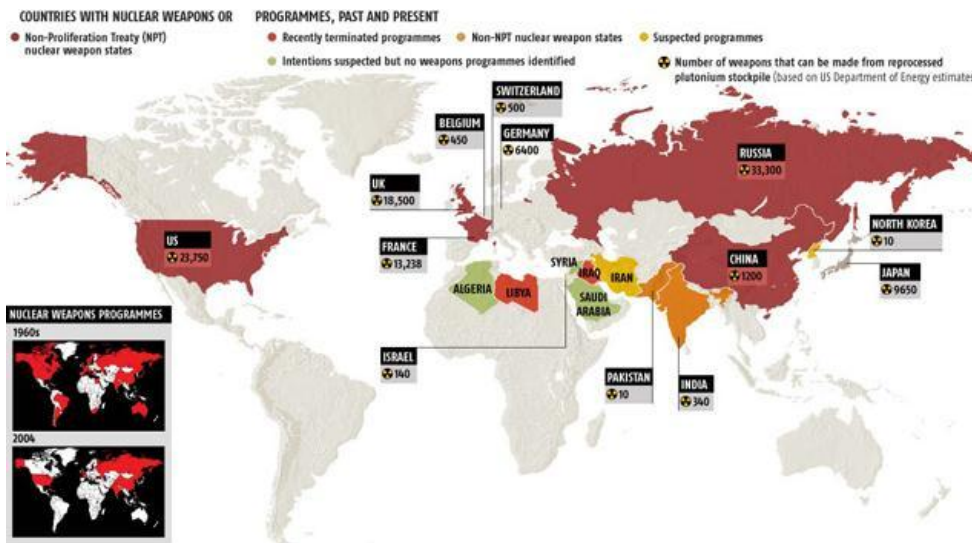 COUNTRIES WITH NUCLEAR WEAPONS OR PROGRAMMES, PAST AND PRESENT
Non-Proliferation Treaty (NPT)
nuclear weapon states
Recently terminated programmes
Non-NPT nuclear weapon states
Suspected programmes
Intentions suspected but no weapons programmes identified
Number of weapons that can be made from reprocessed
plutonium stockpile (based on US Department of Energy estimates
SWITZERLAND
500
BELGIUM
450
GERMANY
6400
RUSSIA
33,300
UK
18,500
NORTH KOREA
10
US
23,750
FRANCE
13,238
CHINA
1200
JAPAN
9650
SYRIA
IRAQ
IRAN
ALGERIA
LIBYA
SAUDI
ARABIA
ISRAEL
140
PAKISTAN
10
INDIA
340
NUCLEAR WEAPONS PROGRAMMES
1960s
2004